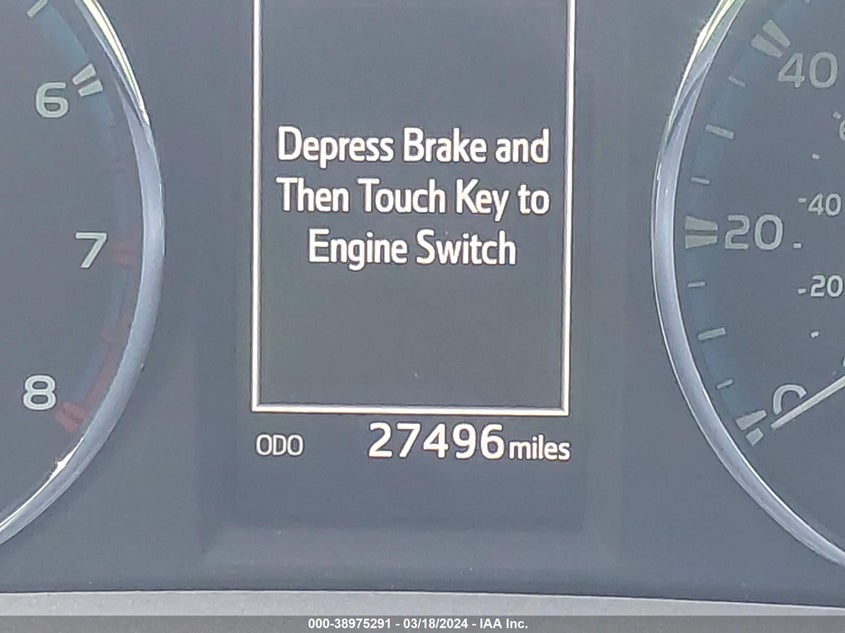 6
7
8
Depress Brake and
Then Touch Key to
Engine Switch
ODO 27496 miles
40
20
0
-40
-20
000-38975291 - 03/18/2024 - IAA Inc.